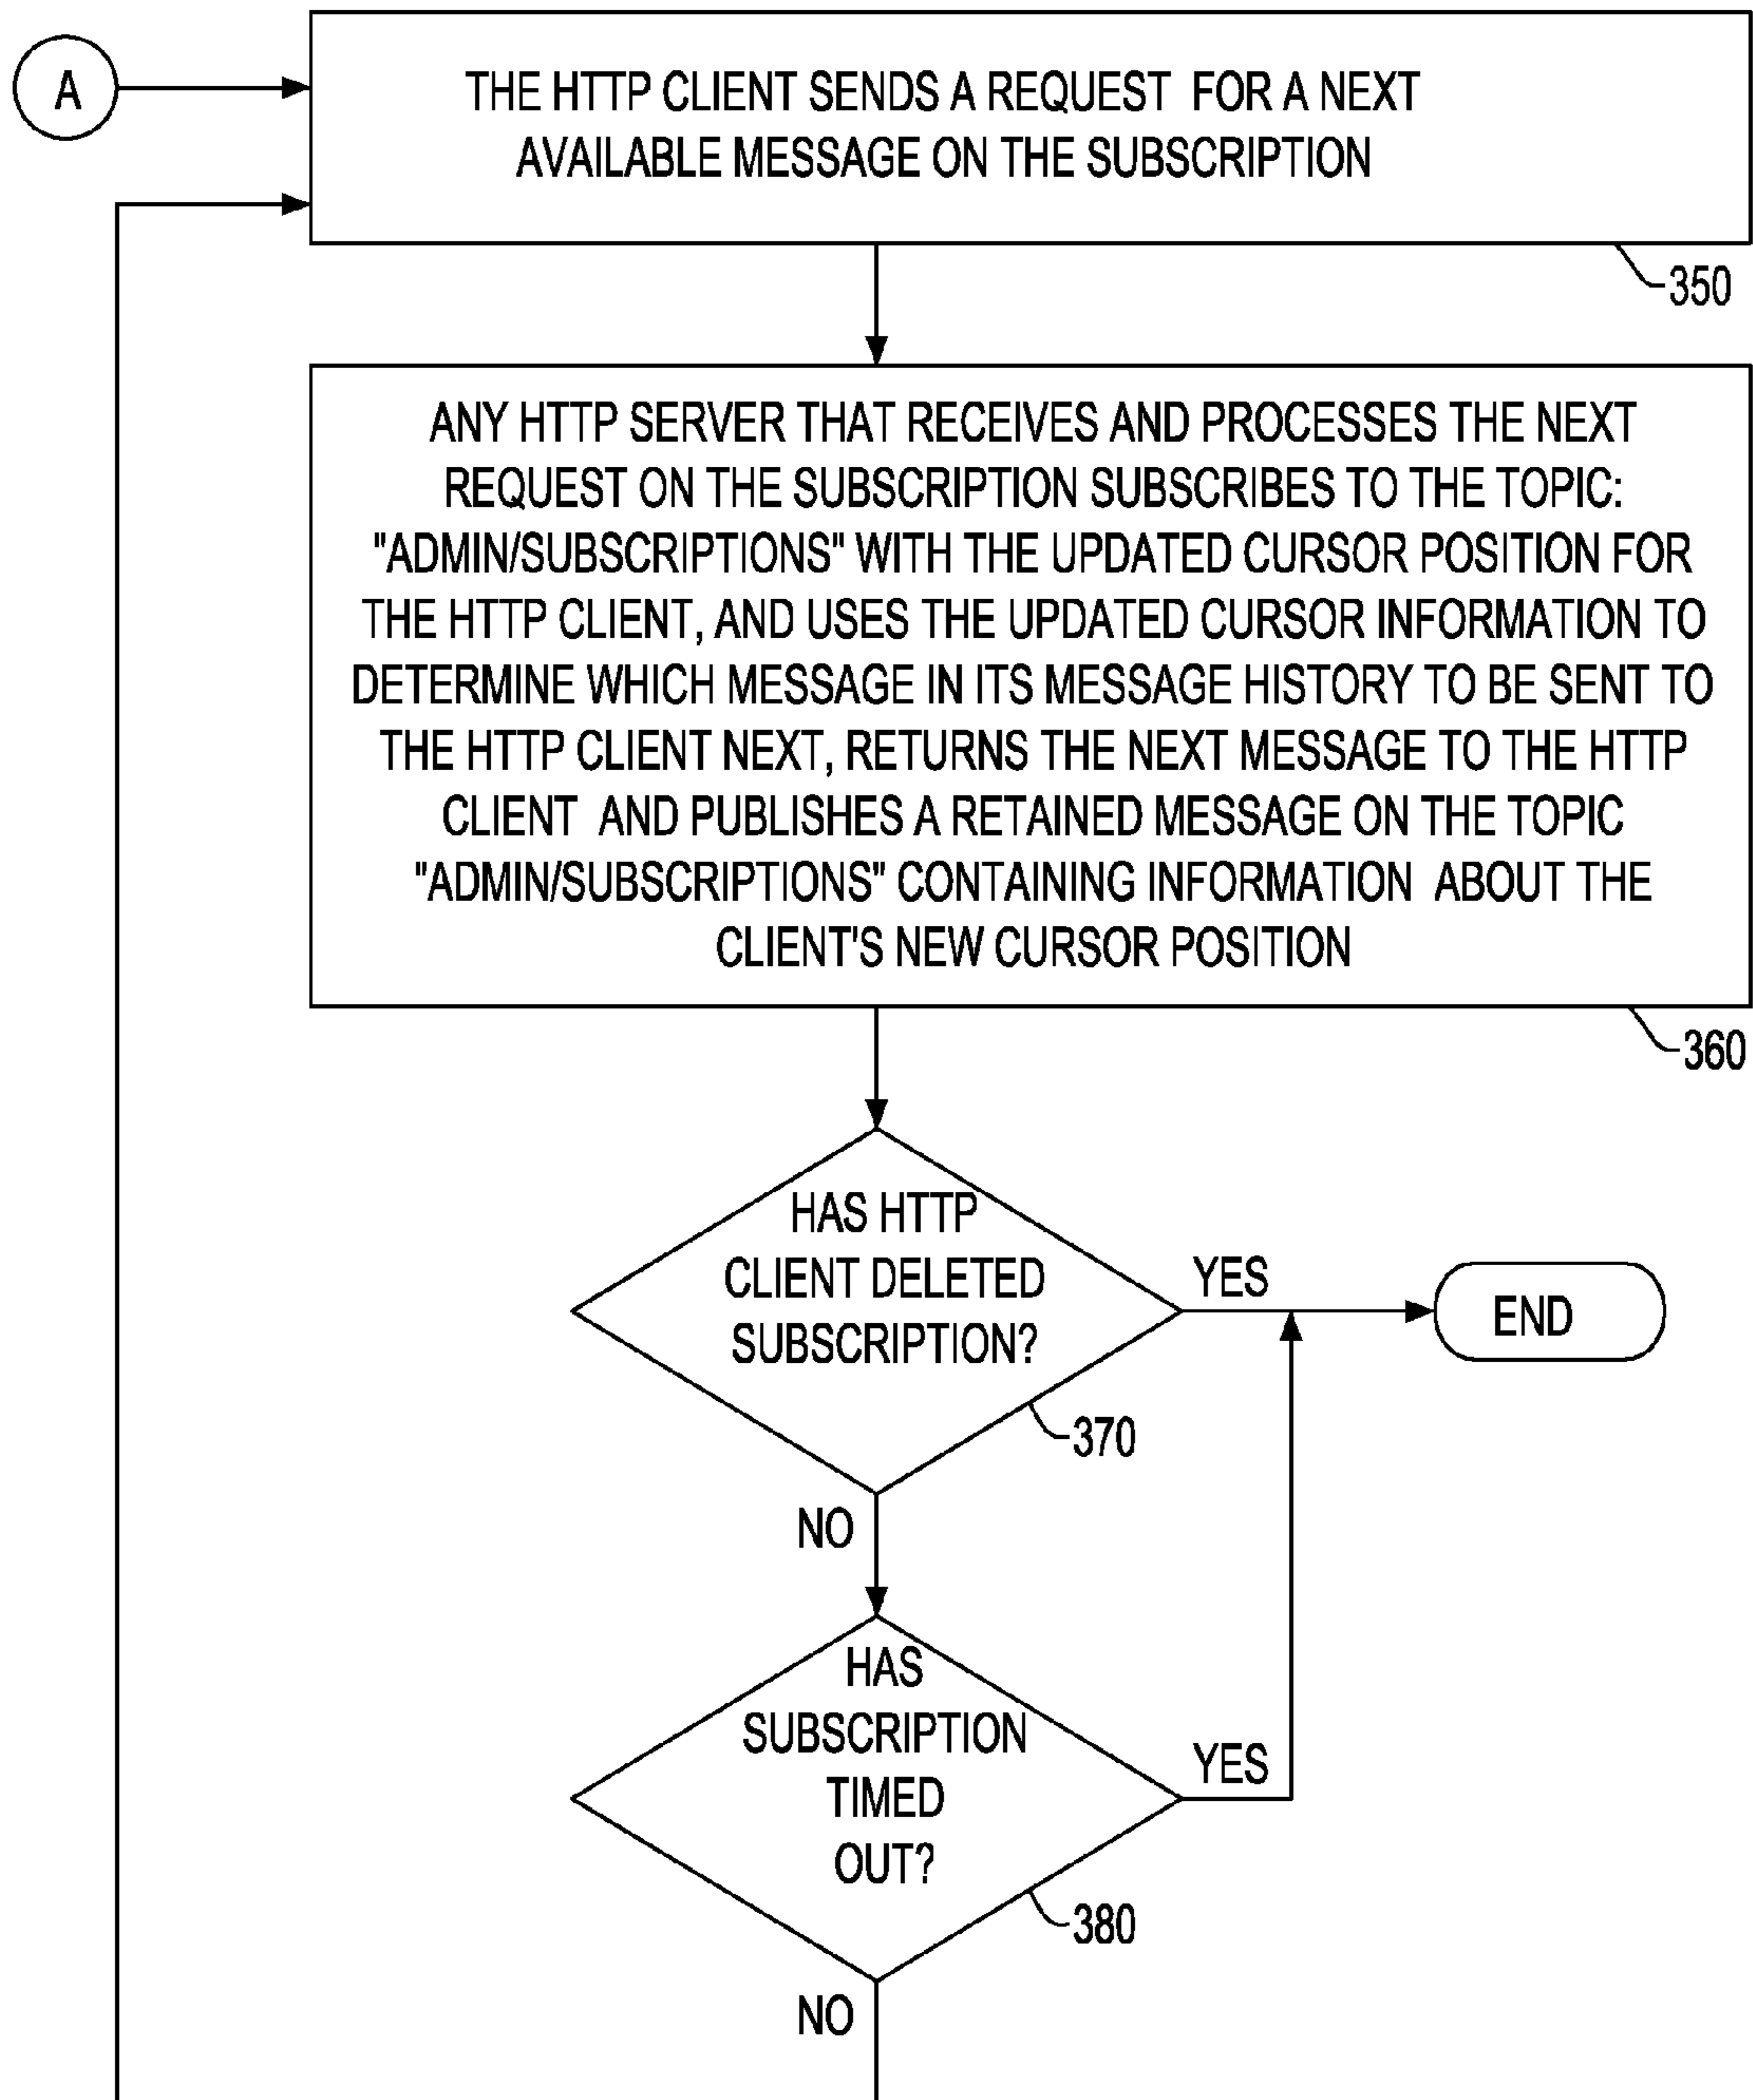 A
THE HTTP CLIENT SENDS A REQUEST FOR A NEXT
AVAILABLE MESSAGE ON THE SUBSCRIPTION
350
ANY HTTP SERVER THAT RECEIVES AND PROCESSES THE NEXT
REQUEST ON THE SUBSCRIPTION SUBSCRIBES TO THE TOPIC:
"ADMIN/SUBSCRIPTIONS" WITH THE UPDATED CURSOR POSITION FOR
THE HTTP CLIENT, AND USES THE UPDATED CURSOR INFORMATION TO
DETERMINE WHICH MESSAGE IN ITS MESSAGE HISTORY TO BE SENT TO
THE HTTP CLIENT NEXT, RETURNS THE NEXT MESSAGE TO THE HTTP
CLIENT AND PUBLISHES A RETAINED MESSAGE ON THE TOPIC
"ADMIN/SUBSCRIPTIONS" CONTAINING INFORMATION ABOUT THE
CLIENT'S NEW CURSOR POSITION
360
HAS HTTP
CLIENT DELETED
SUBSCRIPTION?
YES
END
370
NO
HAS
SUBSCRIPTION
TIMED
OUT?
YES
380
NO